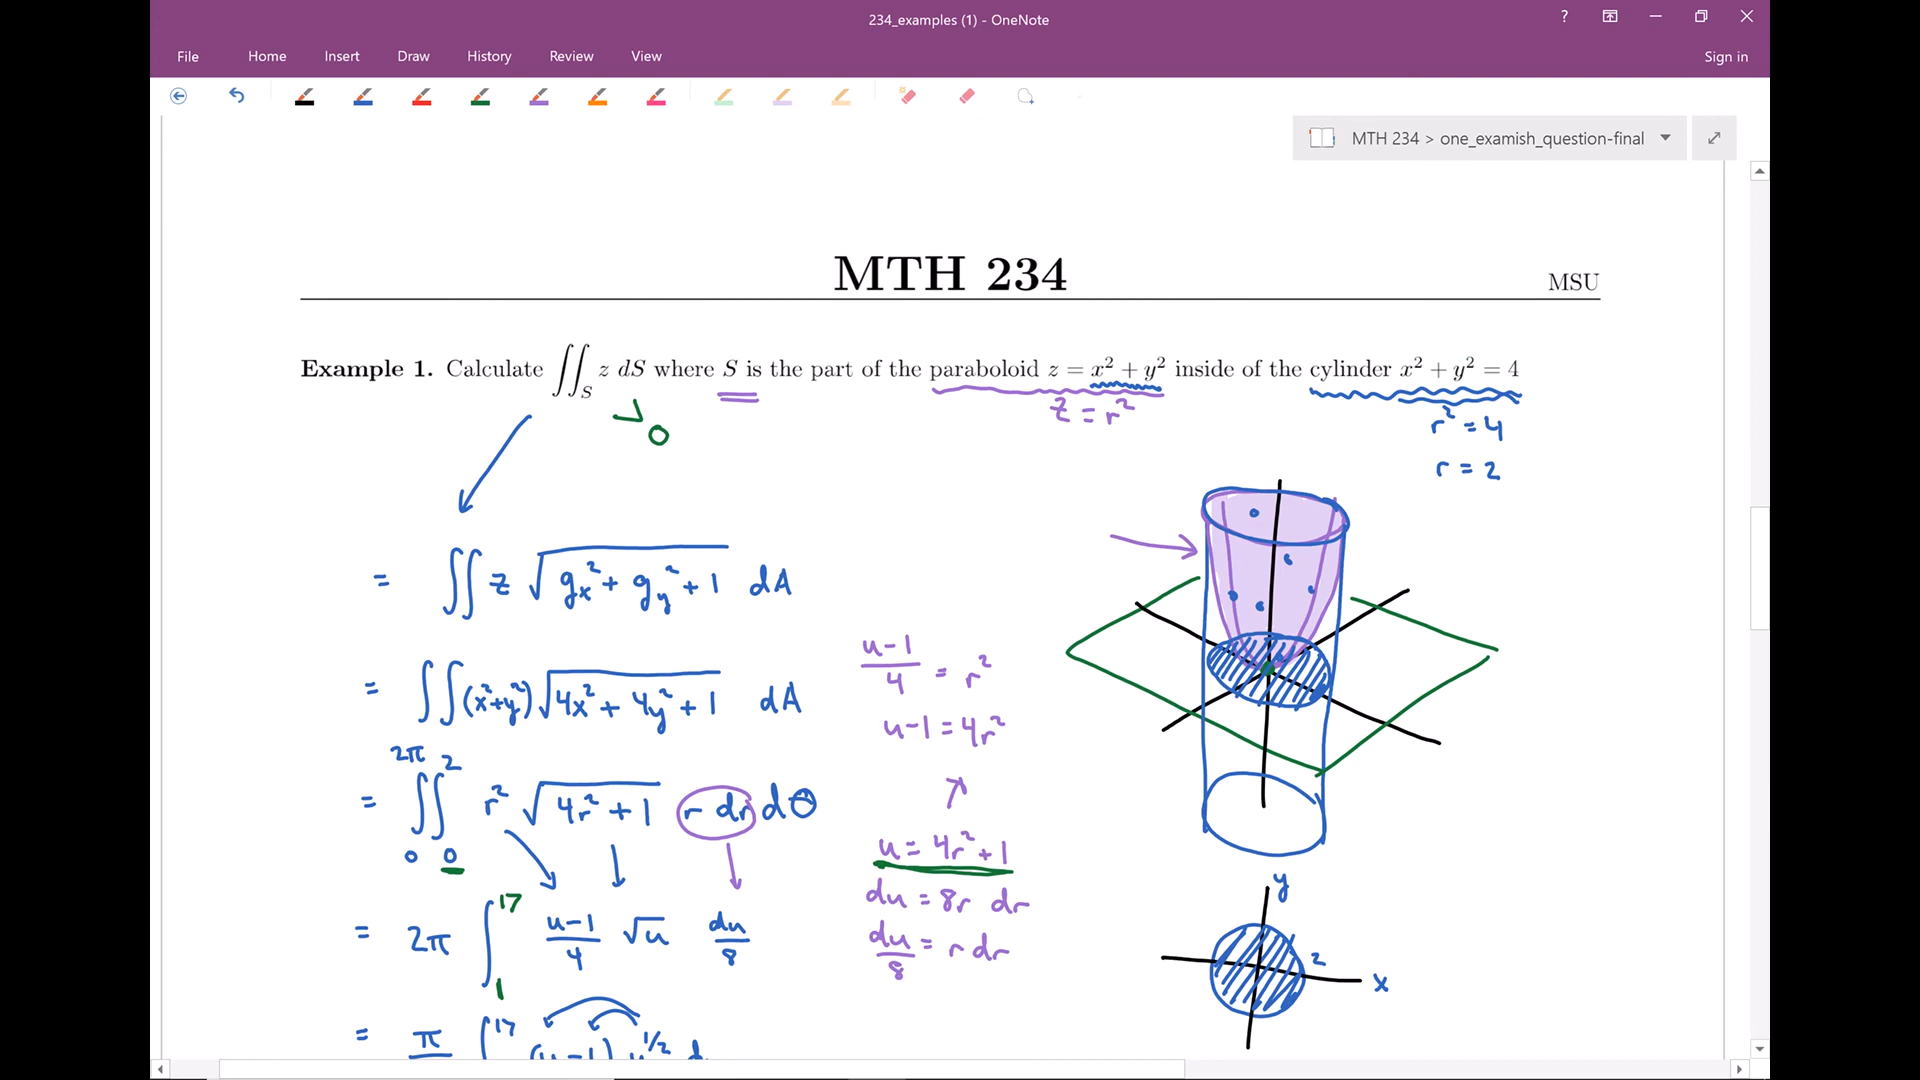 234_examples (1) - OneNote
File Home Insert Draw History Review View Sign in
MTH 234 > one_examish_question-final
MTH 234
MSU
Example 1. Calculate ∬_S z dS where S is the part of the paraboloid z = x² + y² inside of the cylinder x² + y² = 4
> 0
z = r²
r² = 4
r = 2
= ∬ z √(g_x² + g_y² + 1) dA
= ∬ (x²+y²) √(4x² + 4y² + 1) dA
= ∫_0^{2π} ∫_0^2 r² √(4r² + 1) r dr dθ
= 2π ∫_1^{17} (u-1)/4 √u du/8
(u-1)/4 = r²
u-1 = 4r²
u = 4r² + 1
du = 8r dr
du/8 = r dr
y
2
x